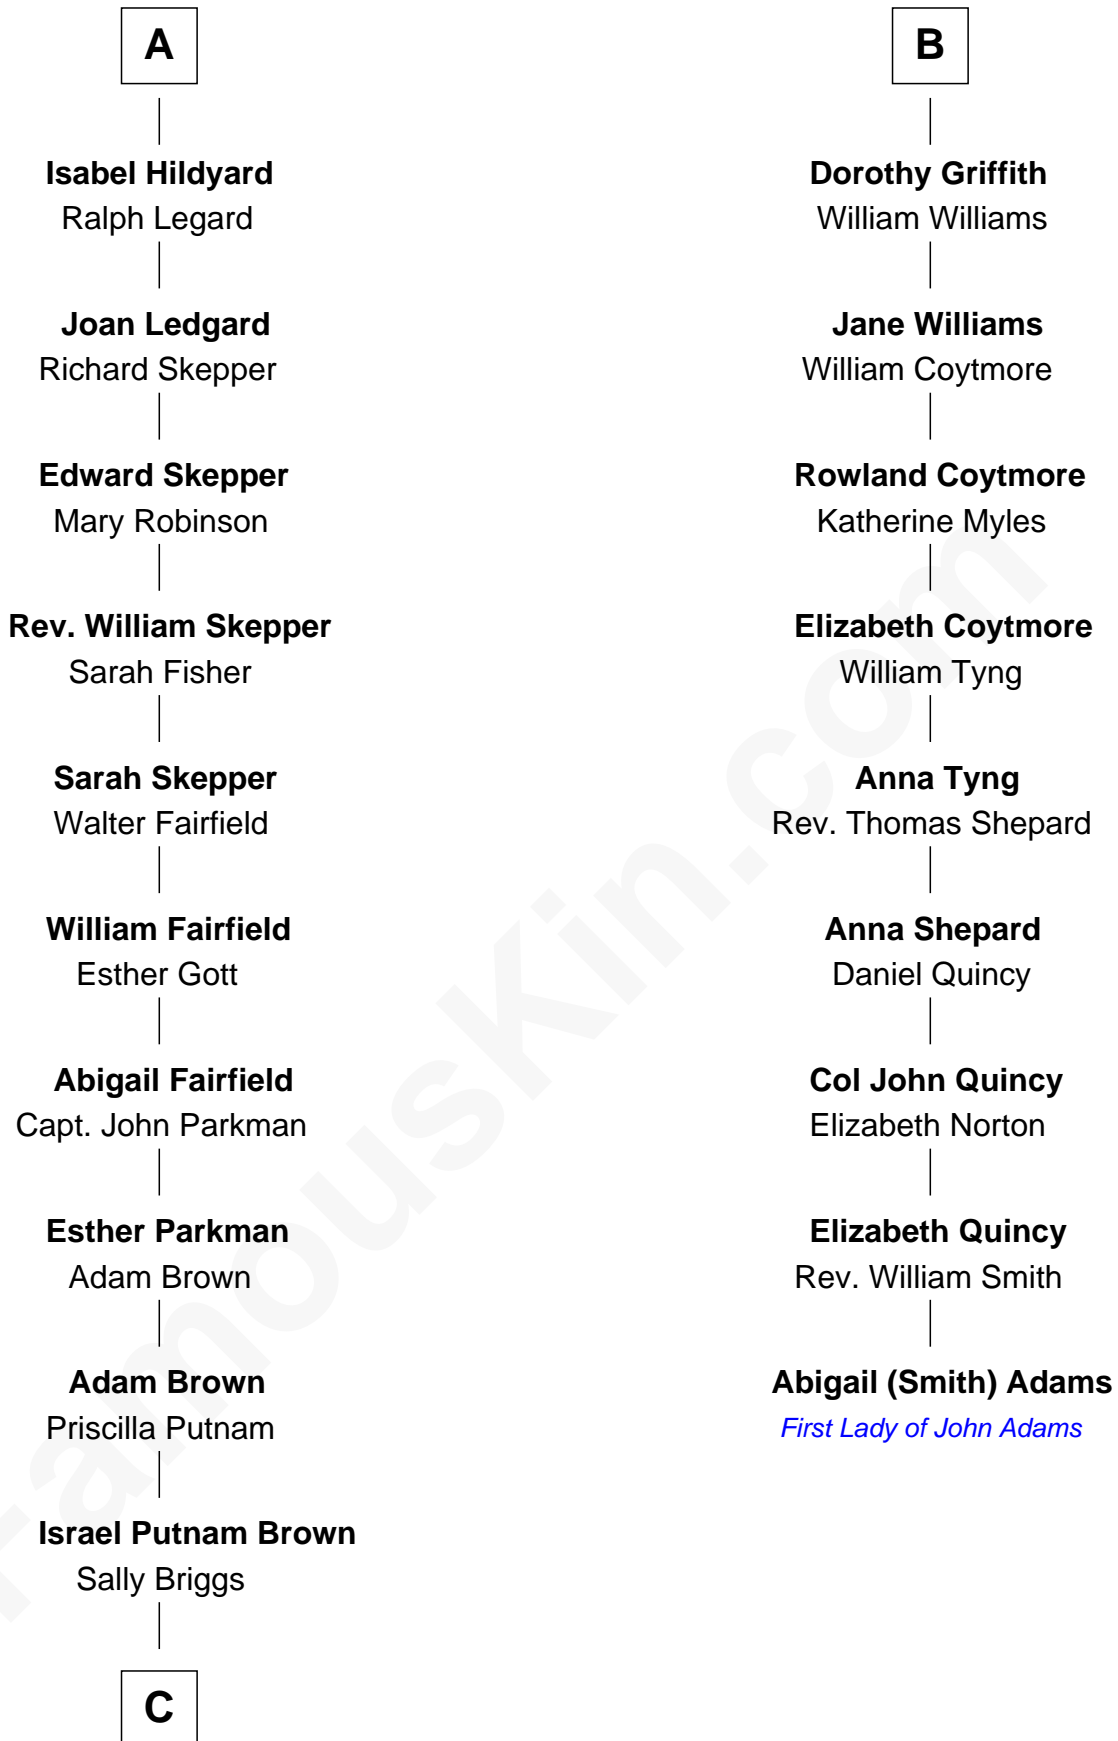 A
Isabel Hildyard
Ralph Legard
Joan Ledgard
Richard Skepper
Edward Skepper
Mary Robinson
Rev. William Skepper
Sarah Fisher
Sarah Skepper
Walter Fairfield
William Fairfield
Esther Gott
Abigail Fairfield
Capt. John Parkman
Esther Parkman
Adam Brown
Adam Brown
Priscilla Putnam
Israel Putnam Brown
Sally Briggs
C
B
Dorothy Griffith
William Williams
Jane Williams
William Coytmore
Rowland Coytmore
Katherine Myles
Elizabeth Coytmore
William Tyng
Anna Tyng
Rev. Thomas Shepard
Anna Shepard
Daniel Quincy
Col John Quincy
Elizabeth Norton
Elizabeth Quincy
Rev. William Smith
Abigail (Smith) Adams
First Lady of John Adams
FamousKin.com